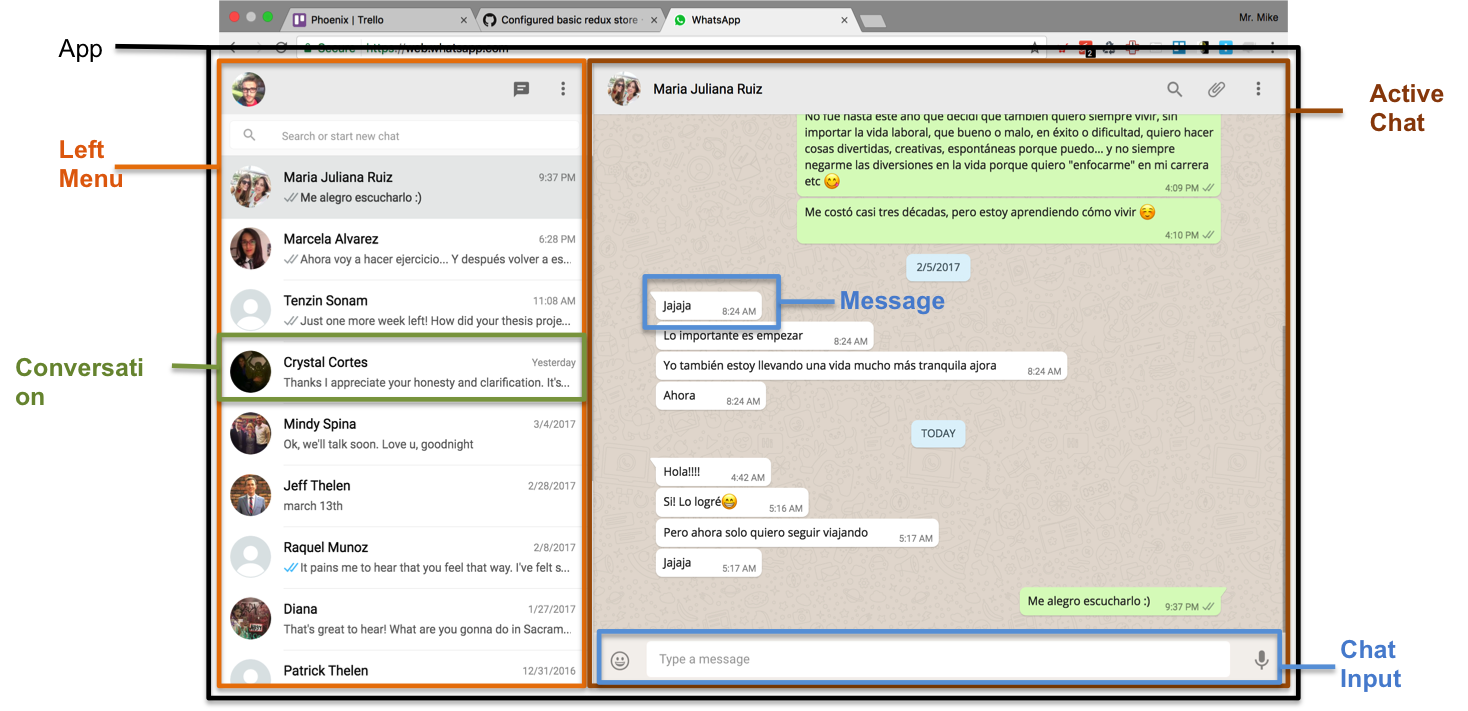 Phoenix | Trello
Configured basic redux store
WhatsApp
Mr. Mike
App
Secure https://web.whatsapp.com
2
Left
Menu
Conversati
on
Search or start new chat
Maria Juliana Ruiz 9:37 PM
Me alegro escucharlo :)
Marcela Alvarez 6:28 PM
Ahora voy a hacer ejercicio... Y después volver a es...
Tenzin Sonam 11:08 AM
Just one more week left! How did your thesis proje...
Crystal Cortes Yesterday
Thanks I appreciate your honesty and clarification. It's...
Mindy Spina 3/4/2017
Ok, we'll talk soon. Love u, goodnight
Jeff Thelen 2/28/2017
march 13th
Raquel Munoz 2/8/2017
It pains me to hear that you feel that way. I've felt s...
Diana 1/27/2017
That's great to hear! What are you gonna do in Sacram...
Patrick Thelen 12/31/2016
Maria Juliana Ruiz
No fue hasta este año que decidí que también quiero siempre vivir, sin
importar la vida laboral, que bueno o malo, en éxito o dificultad, quiero hacer
cosas divertidas, creativas, espontáneas porque puedo... y no siempre
negarme las diversiones en la vida porque quiero "enfocarme" en mi carrera
etc 😋
4:09 PM
Me costó casi tres décadas, pero estoy aprendiendo cómo vivir ☺️
4:10 PM
2/5/2017
Jajaja 8:24 AM
Message
Lo importante es empezar 8:24 AM
Yo también estoy llevando una vida mucho más tranquila ajora 8:24 AM
Ahora 8:24 AM
TODAY
Hola!!!! 4:42 AM
Si! Lo logré😁 5:16 AM
Pero ahora solo quiero seguir viajando 5:17 AM
Jajaja 5:17 AM
Me alegro escucharlo :) 9:37 PM
Type a message
Active
Chat
Chat
Input